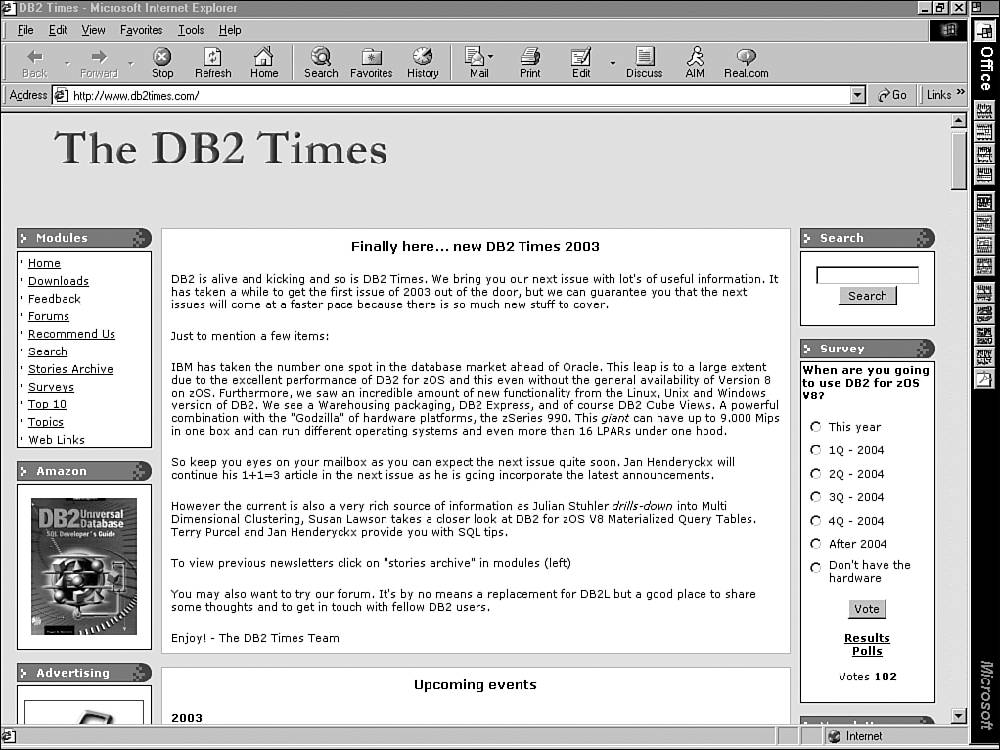 DB2 Times - Microsoft Internet Explorer
File Edit View Favorites Tools Help
Back Forward Stop Refresh Home Search Favorites History Mail Print Edit Discuss AIM Real.com
Address http://www.db2times.com/ Go Links »
Office
The DB2 Times
Modules
Home
Downloads
Feedback
Forums
Recommend Us
Search
Stories Archive
Surveys
Top 10
Topics
Web Links
Amazon
DB2 Universal
Database
SQL Developer's Guide
Advertising
Finally here... new DB2 Times 2003
DB2 is alive and kicking and so is DB2 Times. We bring you our next issue with lot's of useful information. It
has taken a while to get the first issue of 2003 out of the door, but we can guarantee you that the next
issues will come at a faster pace because there is so much new stuff to cover.
Just to mention a few items:
IBM has taken the number one spot in the database market ahead of Oracle. This leap is to a large extent
due to the excellent performance of DB2 for zOS and this even without the general availability of Version 8
on zOS. Furthermore, we saw an incredible amount of new functionality from the Linux, Unix and Windows
version of DB2. We see a Warehousing packaging, DB2 Express, and of course DB2 Cube Views. A powerful
combination with the "Godzilla" of hardware platforms, the zSeries 990. This giant can have up to 9.000 Mips
in one box and can run different operating systems and even more than 16 LPARs under one hood.
So keep you eyes on your mailbox as you can expect the next issue quite soon. Jan Henderyckx will
continue his 1+1=3 article in the next issue as he is going incorporate the latest announcements.
However the current is also a very rich source of information as Julian Stuhler drills-down into Multi
Dimensional Clustering, Susan Lawson takes a closer look at DB2 for zOS V8 Materialized Query Tables.
Terry Purcel and Jan Henderyckx provide you with SQL tips.
To view previous newsletters click on "stories archive" in modules (left)
You may also want to try our forum. It's by no means a replacement for DB2L but a good place to share
some thoughts and to get in touch with fellow DB2 users.
Enjoy! - The DB2 Times Team
Upcoming events
2003
Search
Search
Survey
When are you going
to use DB2 for zOS
V8?
This year
1Q - 2004
2Q - 2004
3Q - 2004
4Q - 2004
After 2004
Don't have the
hardware
Vote
Results
Polls
Votes 102
Microsoft
Internet